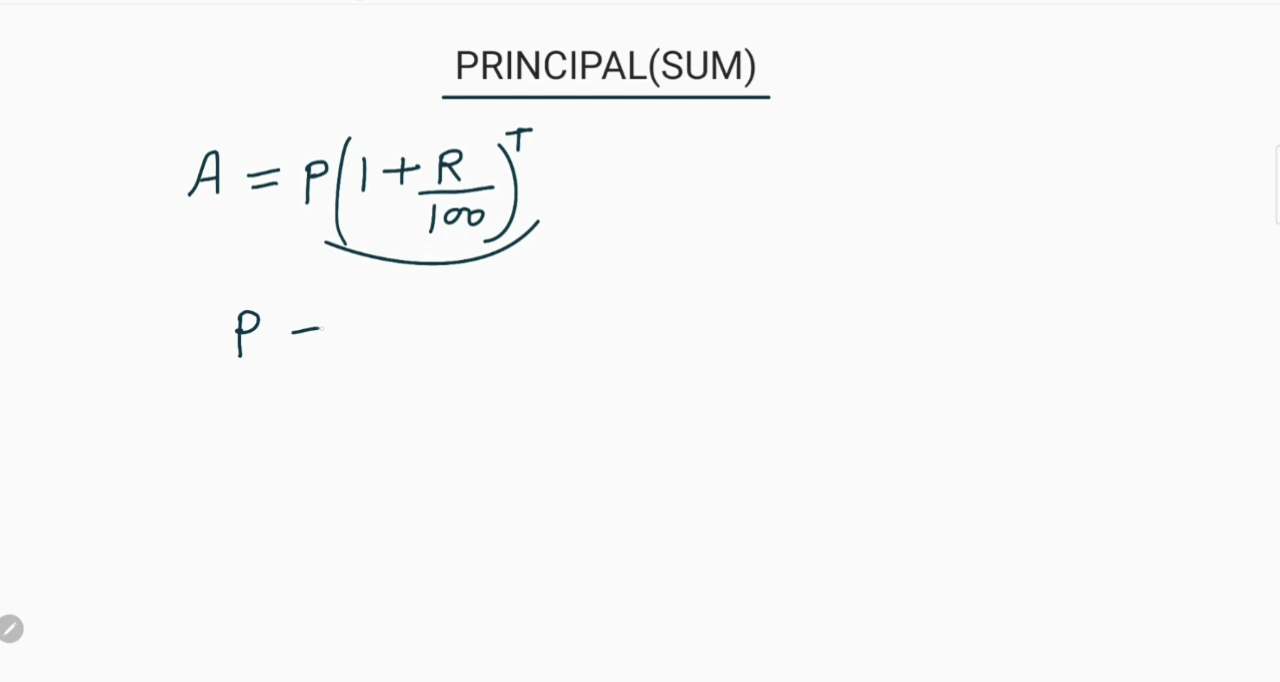 PRINCIPAL(SUM)
A = P(1+R/100)^T
P -